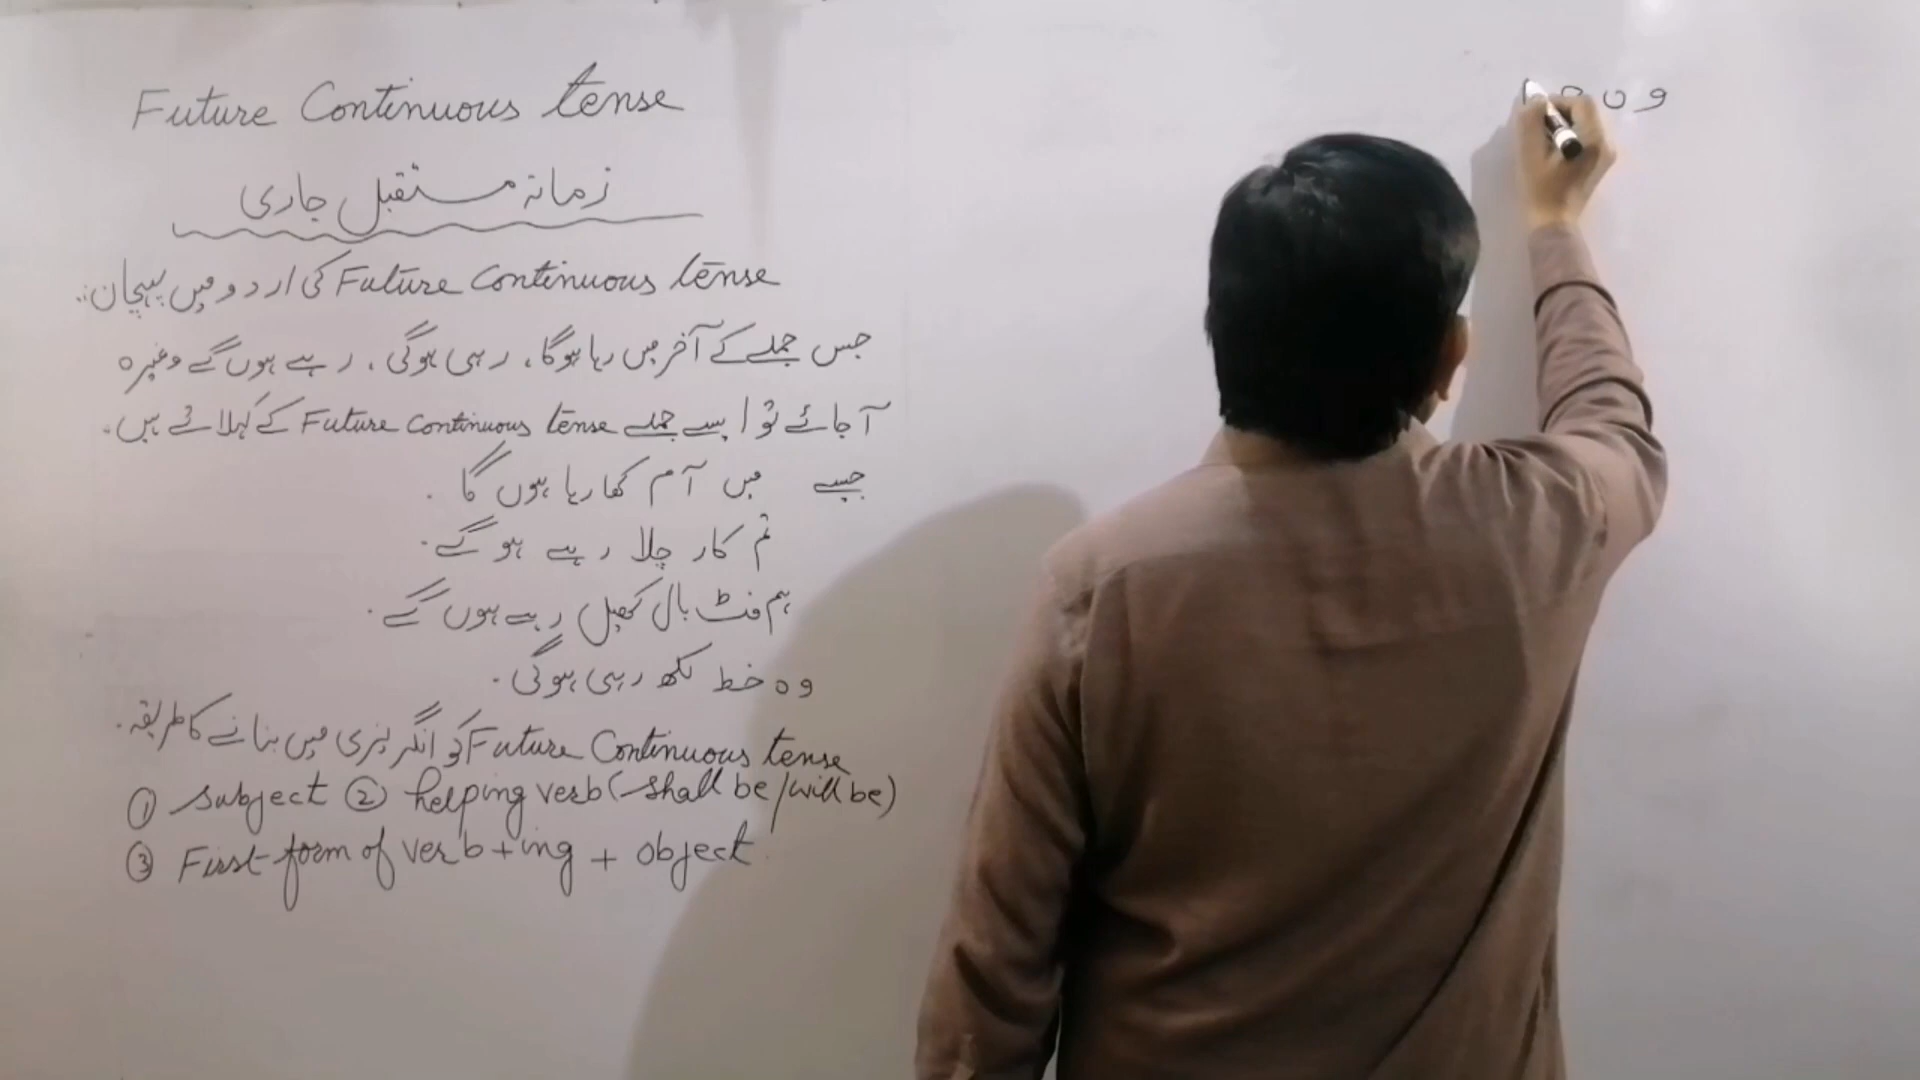 Future Continuous tense
زمانہ مستقبل جاری
Future Continuous tense کی اردو میں پہچان:
جس جملے کے آخر میں رہا ہوگا، رہی ہوگی، رہے ہوں گے وغیرہ
آجائے تو ایسے جملے Future Continuous tense کے کہلاتے ہیں۔
جیسے میں آم کھا رہا ہوں گا۔
تم کار چلا رہے ہو گے۔
ہم فٹ بال کھیل رہے ہوں گے۔
وہ خط لکھ رہی ہوگی۔
Future Continuous tense کو انگریزی میں بنانے کا طریقہ۔
① subject ② helping verb (shall be/will be)
③ First form of verb + ing + object
وہ